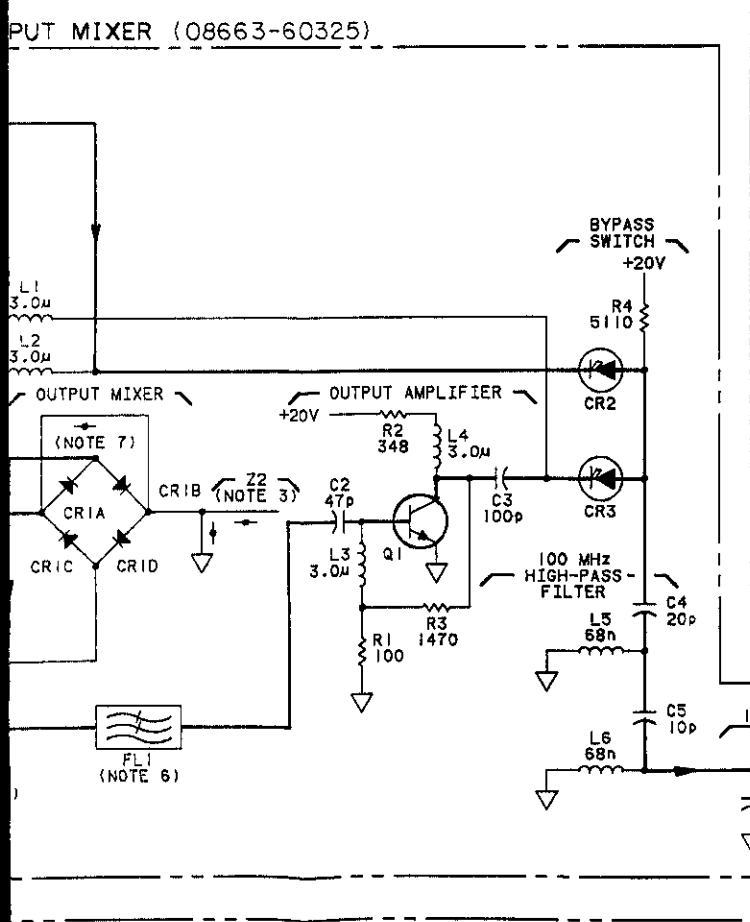 PUT MIXER (08663-60325)
BYPASS
SWITCH
+20V
R4
5110
L1
3.0µ
L2
3.0µ
CR2
OUTPUT MIXER
(NOTE 7)
OUTPUT AMPLIFIER
+20V
R2
348
L4
3.0µ
CR1A
CR1B
CR1C
CR1D
Z2
(NOTE 3)
C2
47p
C3
100p
CR3
L3
3.0µ
Q1
100 MHz
HIGH-PASS
FILTER
C4
20p
R3
1470
R1
100
L5
68n
C5
10p
L6
68n
FL1
(NOTE 6)
)